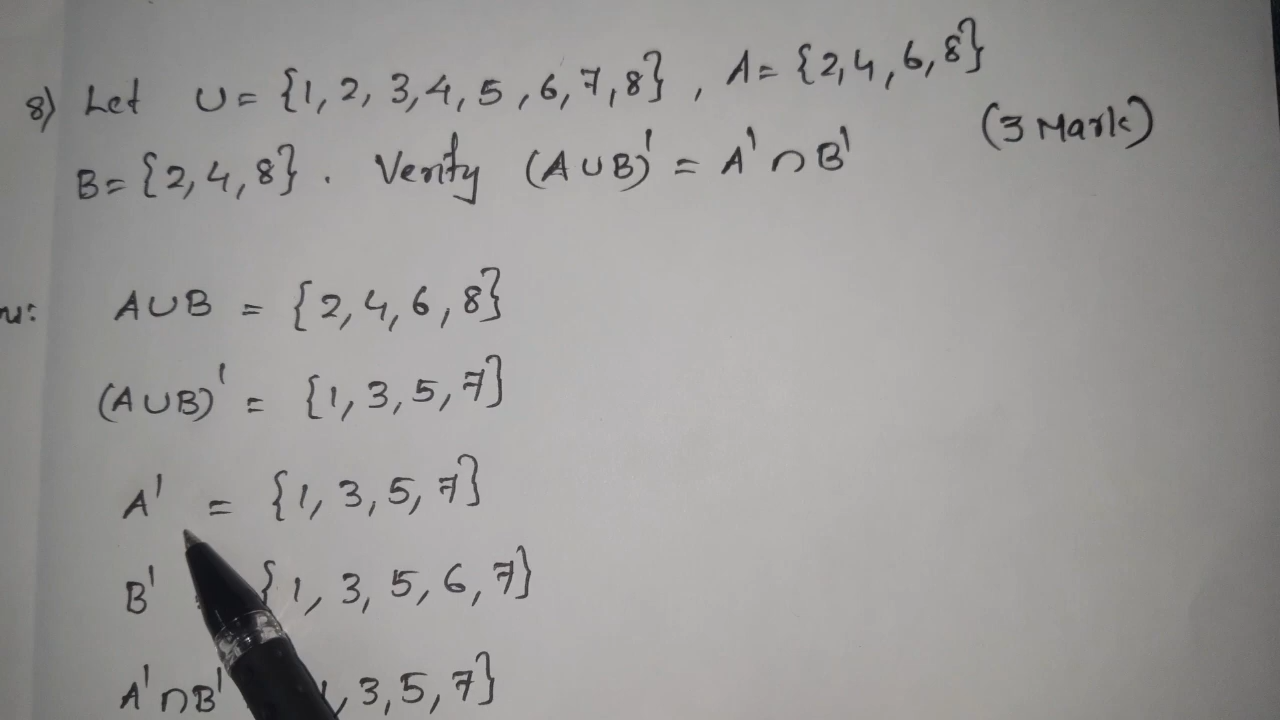 8) Let U = {1, 2, 3, 4, 5, 6, 7, 8}, A = {2, 4, 6, 8}
(3 Mark)
B = {2, 4, 8}. Verify (A∪B)' = A' ∩ B'
A∪B = {2, 4, 6, 8}
(A∪B)' = {1, 3, 5, 7}
A' = {1, 3, 5, 7}
B' {1, 3, 5, 6, 7}
A'∩B' , 3, 5, 7}